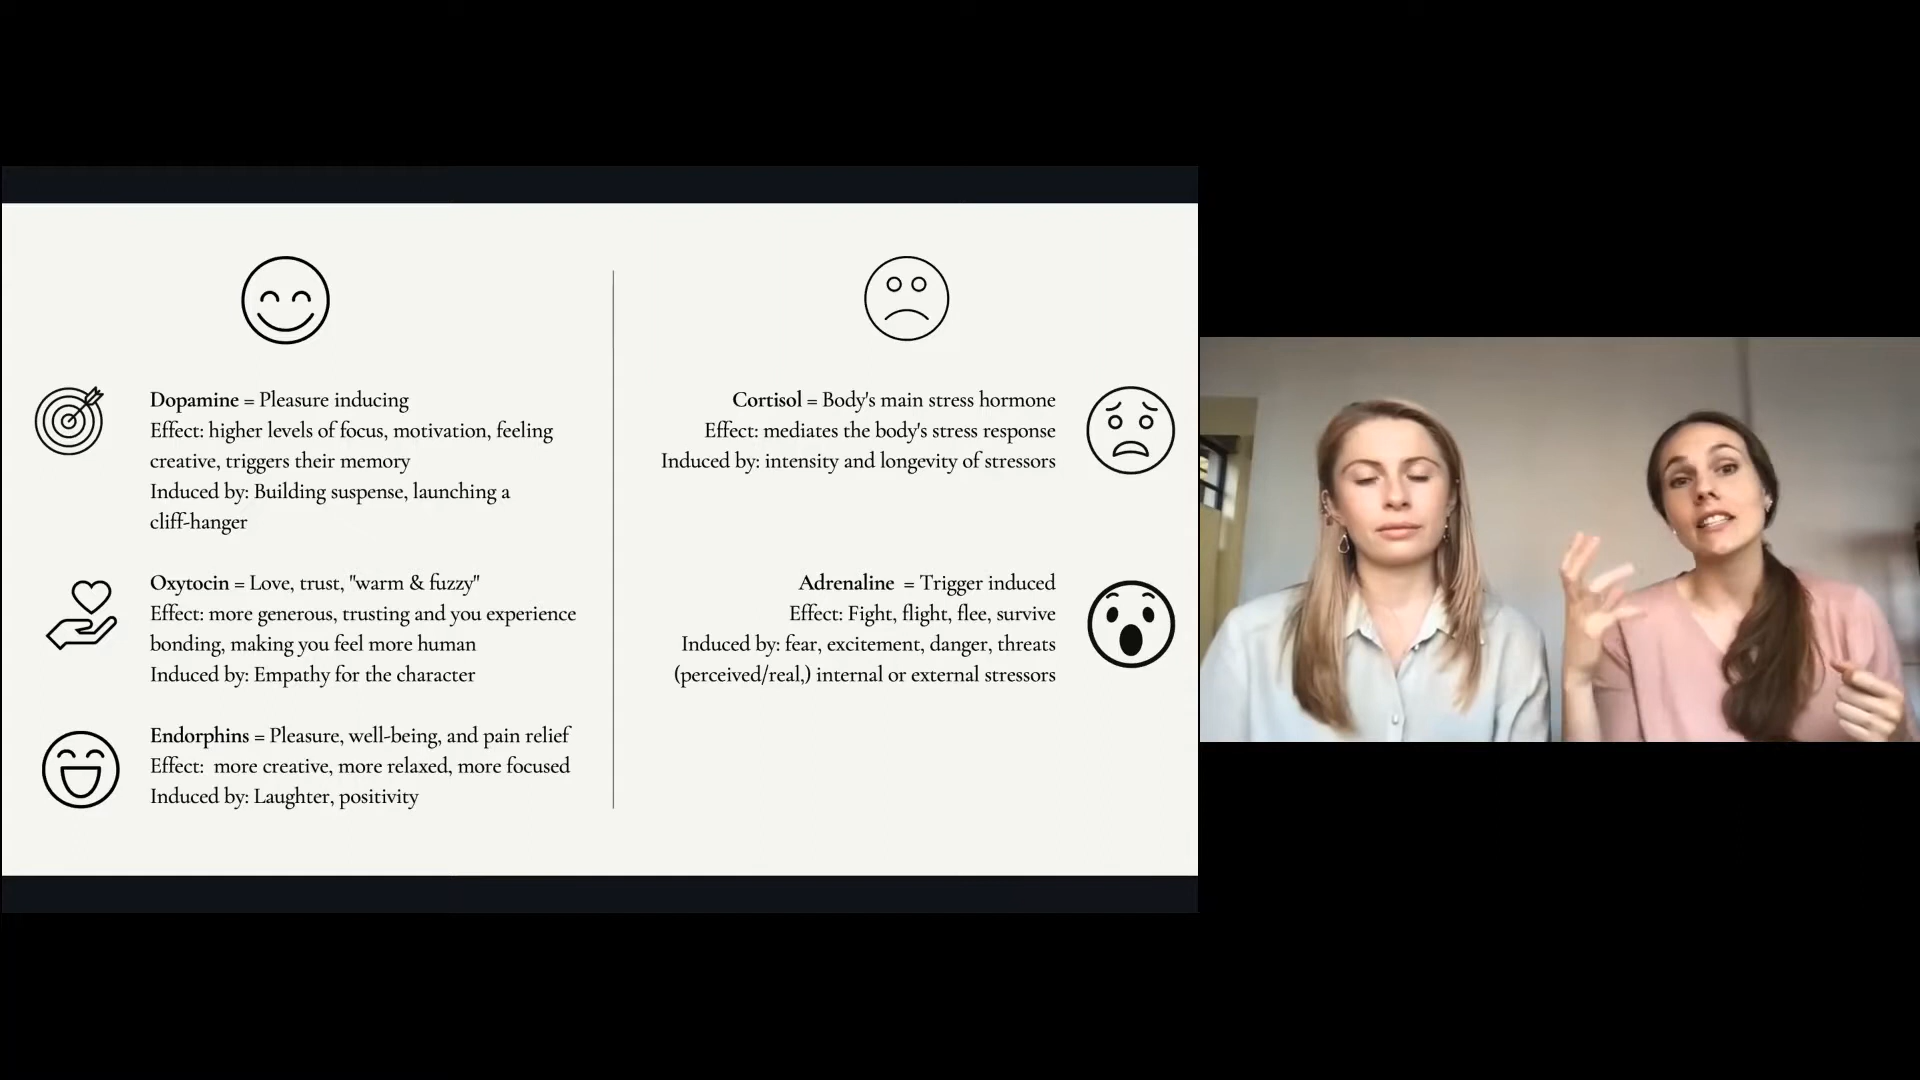 Dopamine = Pleasure inducing
Effect: higher levels of focus, motivation, feeling
creative, triggers their memory
Induced by: Building suspense, launching a
cliff-hanger
Oxytocin = Love, trust, "warm & fuzzy"
Effect: more generous, trusting and you experience
bonding, making you feel more human
Induced by: Empathy for the character
Endorphins = Pleasure, well-being, and pain relief
Effect:  more creative, more relaxed, more focused
Induced by: Laughter, positivity
Cortisol = Body's main stress hormone
Effect: mediates the body's stress response
Induced by: intensity and longevity of stressors
Adrenaline  = Trigger induced
Effect: Fight, flight, flee, survive
Induced by: fear, excitement, danger, threats
(perceived/real,) internal or external stressors